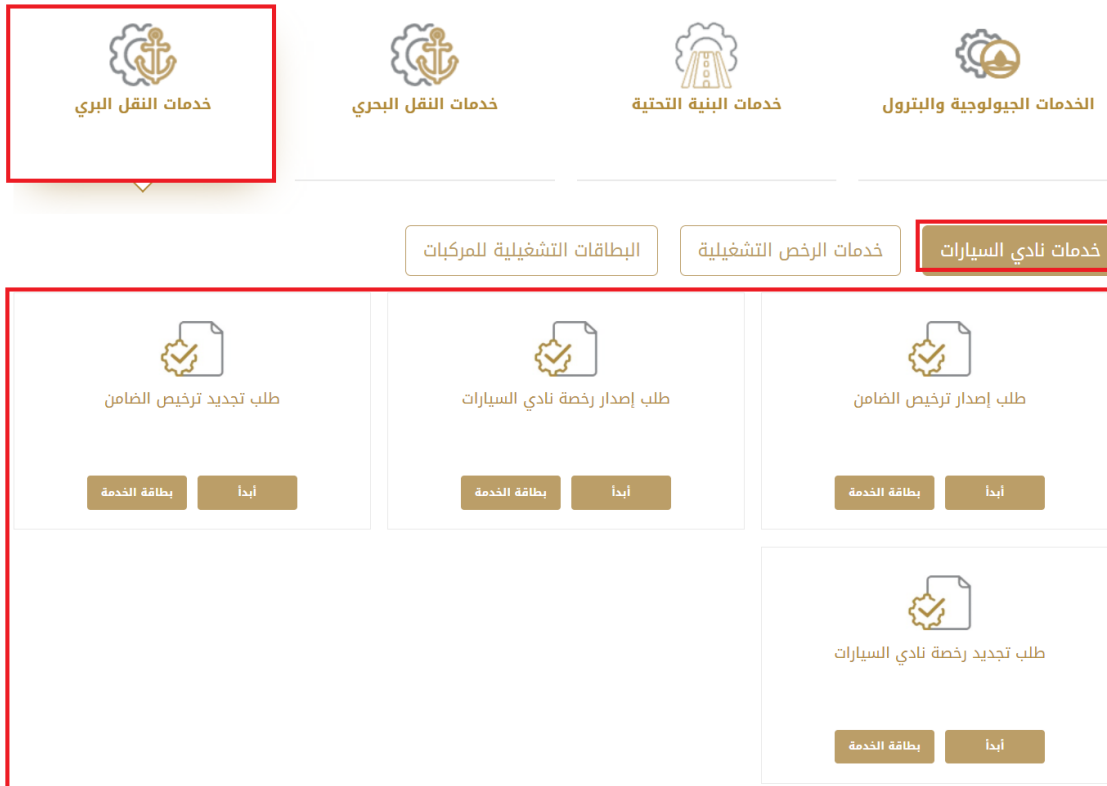 الخدمات الجيولوجية والبترول
خدمات البنية التحتية
خدمات النقل البحري
خدمات النقل البري
خدمات نادي السيارات
خدمات الرخص التشغيلية
البطاقات التشغيلية للمركبات
طلب إصدار ترخيص الضامن
طلب إصدار رخصة نادي السيارات
طلب تجديد ترخيص الضامن
أبدأ
بطاقة الخدمة
أبدأ
بطاقة الخدمة
أبدأ
بطاقة الخدمة
طلب تجديد رخصة نادي السيارات
أبدأ
بطاقة الخدمة